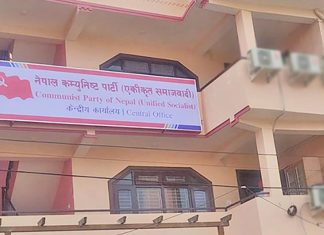 नेपाल कम्युनिष्ट पार्टी (एकीकृत समाजवादी)
Communist Party of Nepal (Unified Socialist)
केन्द्रीय कार्यालय | Central Office